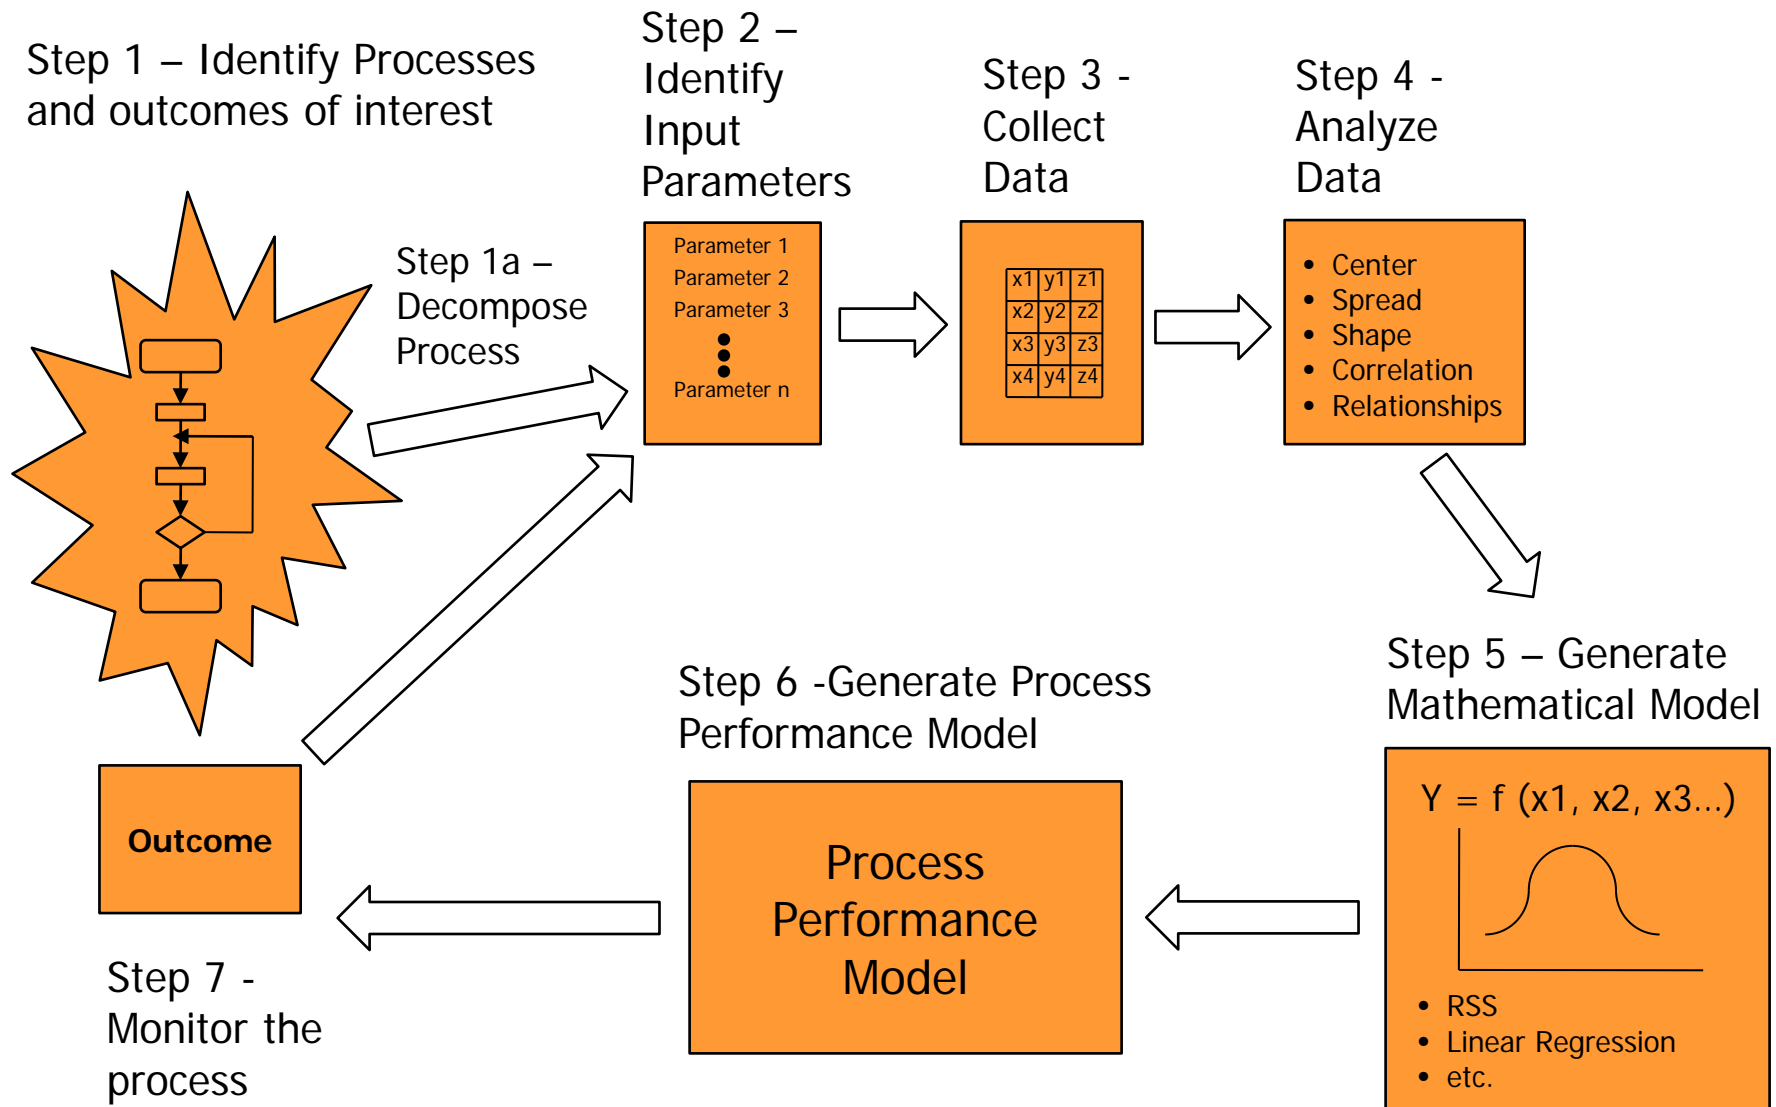 Step 1 – Identify Processes
and outcomes of interest
Step 1a –
Decompose
Process
Step 2 –
Identify
Input
Parameters
Parameter 1
Parameter 2
Parameter 3
Parameter n
Step 3 -
Collect
Data
x1 y1 z1
x2 y2 z2
x3 y3 z3
x4 y4 z4
Step 4 -
Analyze
Data
• Center
• Spread
• Shape
• Correlation
• Relationships
Step 5 – Generate
Mathematical Model
Y = f (x1, x2, x3...)
• RSS
• Linear Regression
• etc.
Step 6 -Generate Process
Performance Model
Process
Performance
Model
Outcome
Step 7 -
Monitor the
process